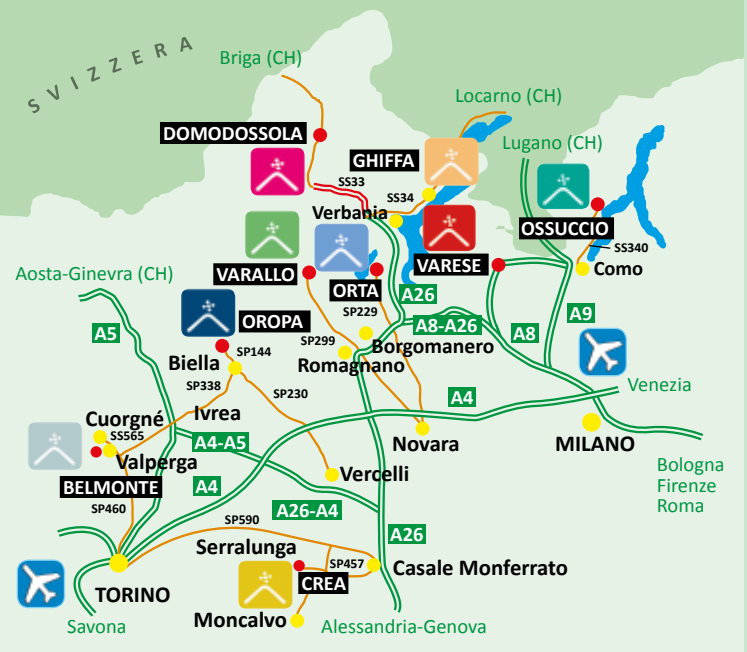 SVIZZERA
Briga (CH)
Locarno (CH)
DOMODOSSOLA
Lugano (CH)
GHIFFA
SS33
SS34
Verbania
OSSUCCIO
SS340
VARESE
Como
Aosta-Ginevra (CH)
VARALLO
ORTA
A26
SP229
A5
OROPA
A8-A26
A8
A9
SP299
Borgomanero
Romagnano
SP144
Biella
SP338
SP230
Venezia
A4
Ivrea
Cuorgné
SS565
A4-A5
Novara
MILANO
Valperga
Vercelli
Bologna
Firenze
Roma
BELMONTE
A4
SP460
A26-A4
SP590
A26
Serralunga
SP457
Casale Monferrato
CREA
TORINO
Moncalvo
Savona
Alessandria-Genova